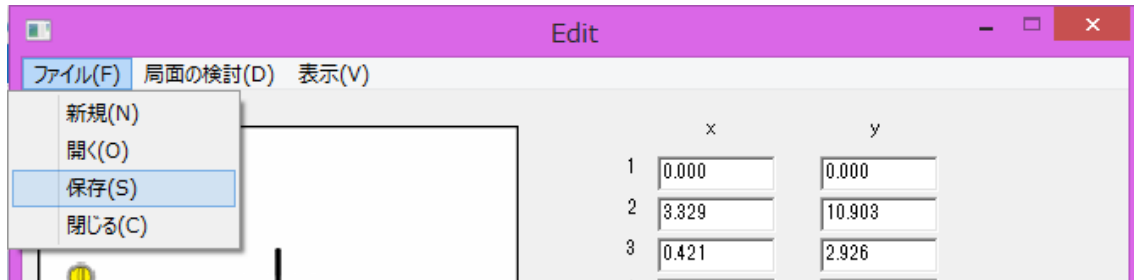 Edit
ファイル(F) 局面の検討(D) 表示(V)
新規(N)
開く(O)
保存(S)
閉じる(C)
x y
1 0.000 0.000
2 3.329 10.903
3 0.421 2.926